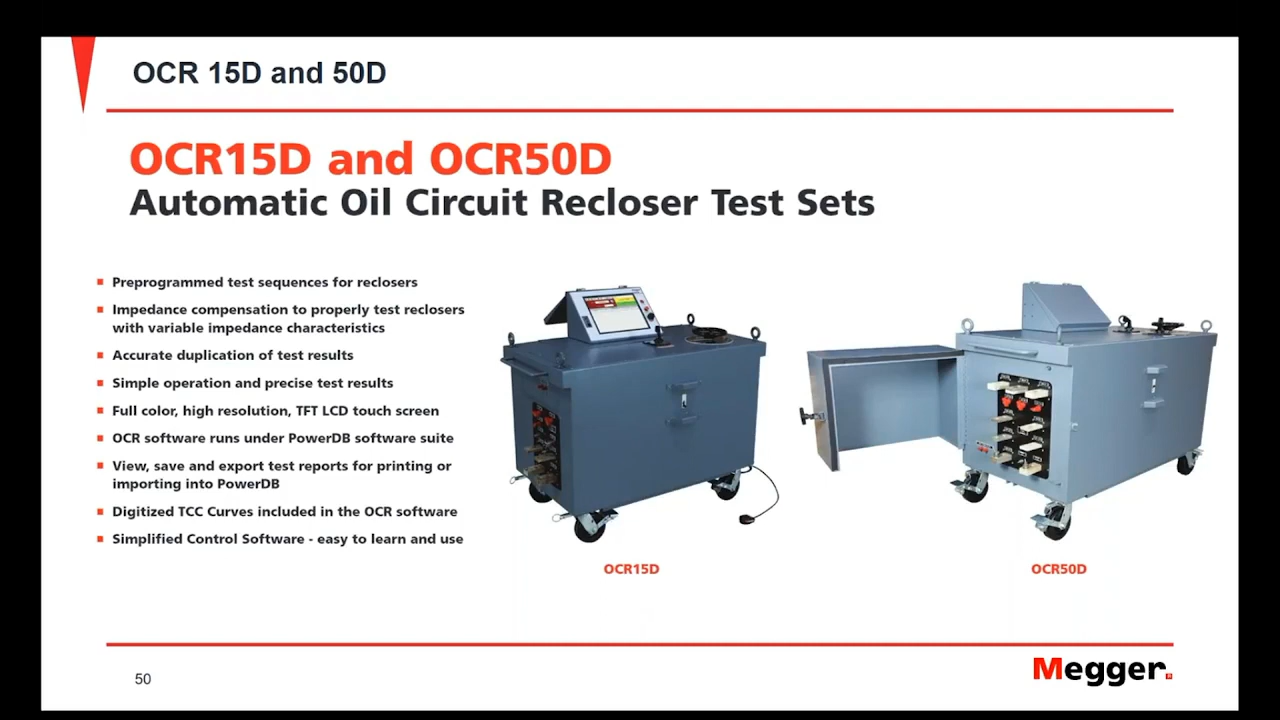 OCR 15D and 50D
OCR15D and OCR50D
Automatic Oil Circuit Recloser Test Sets
Preprogrammed test sequences for reclosers
Impedance compensation to properly test reclosers
with variable impedance characteristics
Accurate duplication of test results
Simple operation and precise test results
Full color, high resolution, TFT LCD touch screen
OCR software runs under PowerDB software suite
View, save and export test reports for printing or
importing into PowerDB
Digitized TCC Curves included in the OCR software
Simplified Control Software - easy to learn and use
OCR15D
OCR50D
50
Megger